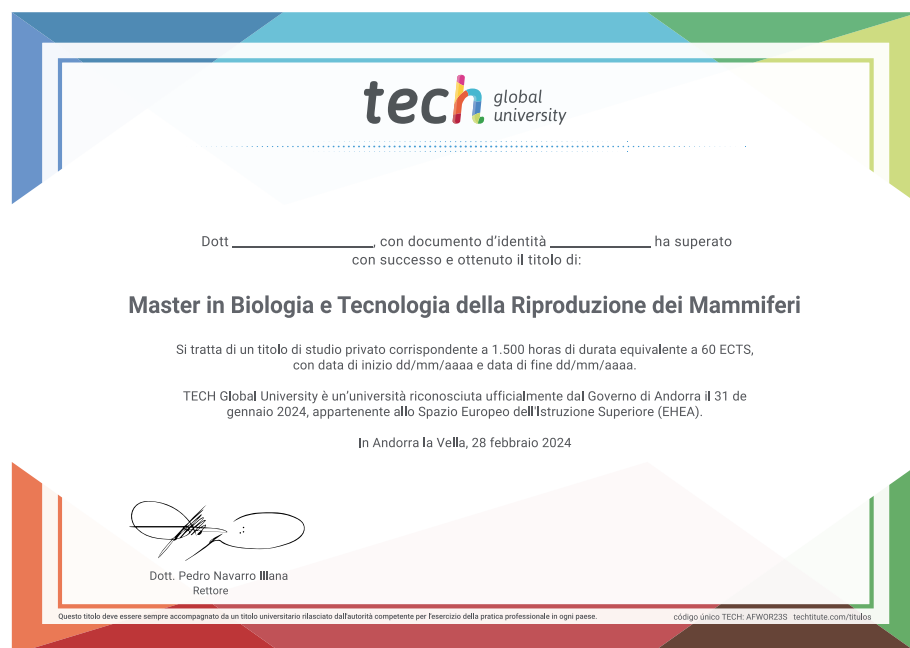 tech global university
Dott ______________, con documento d'identità __________ ha superato
con successo e ottenuto il titolo di:
Master in Biologia e Tecnologia della Riproduzione dei Mammiferi
Si tratta di un titolo di studio privato corrispondente a 1.500 horas di durata equivalente a 60 ECTS,
con data di inizio dd/mm/aaaa e data di fine dd/mm/aaaa.
TECH Global University è un'università riconosciuta ufficialmente dal Governo di Andorra il 31 de
gennaio 2024, appartenente allo Spazio Europeo dell'Istruzione Superiore (EHEA).
In Andorra la Vella, 28 febbraio 2024
Dott. Pedro Navarro Illana
Rettore
Questo titolo deve essere sempre accompagnato da un titolo universitario rilasciato dall'autorità competente per l'esercizio della pratica professionale in ogni paese.
código único TECH: AFWOR23S techtitute.com/titulos